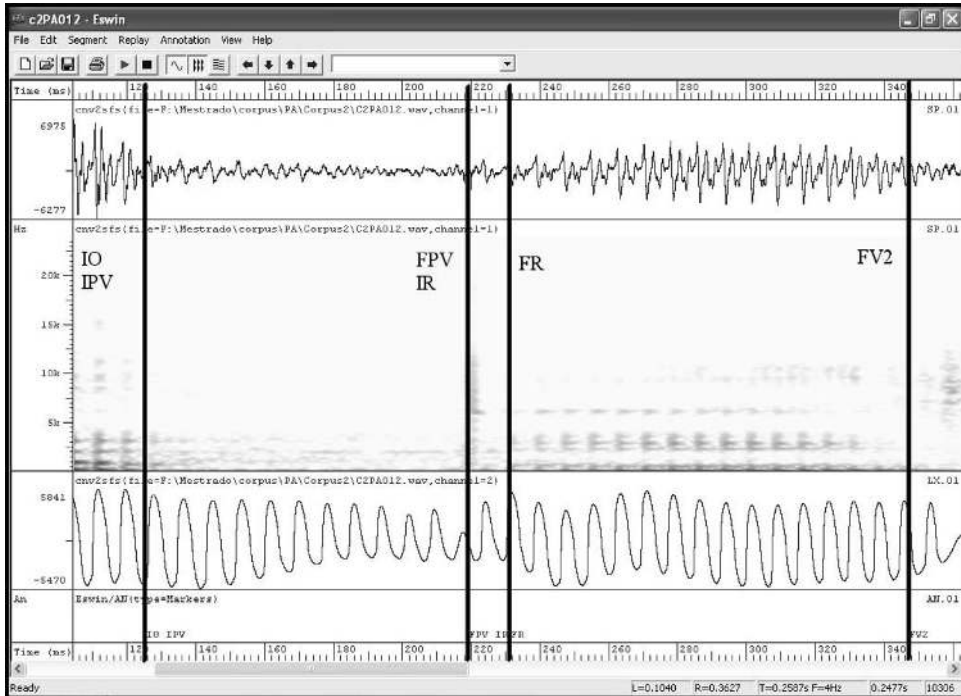 c2PA012 - Eswin
File Edit Segment Replay Annotation View Help
Time (ms) 120 140 160 180 200 220 240 260 280 300 320 340
cnv2sfs(file=F:\Mestrado\corpus\PA\Corpus2\C2PA012.wav,channel=1) SP.01
6975
-6277
Hz cnv2sfs(file=F:\Mestrado\corpus\PA\Corpus2\C2PA012.wav,channel=1) SP.01
IO FPV FR FV2
IPV IR
20k
15k
10k
5k
cnv2sfs(file=F:\Mestrado\corpus\PA\Corpus2\C2PA012.wav,channel=2) LX.01
5841
-5470
An Eswin/AN(type=Markers) AN.01
IO IPV FPV IR FR FV2
Time (ms) 120 140 160 180 200 220 240 260 280 300 320 340
Ready L=0.1040 R=0.3627 T=0.2587s F=4Hz 0.2477s 10306